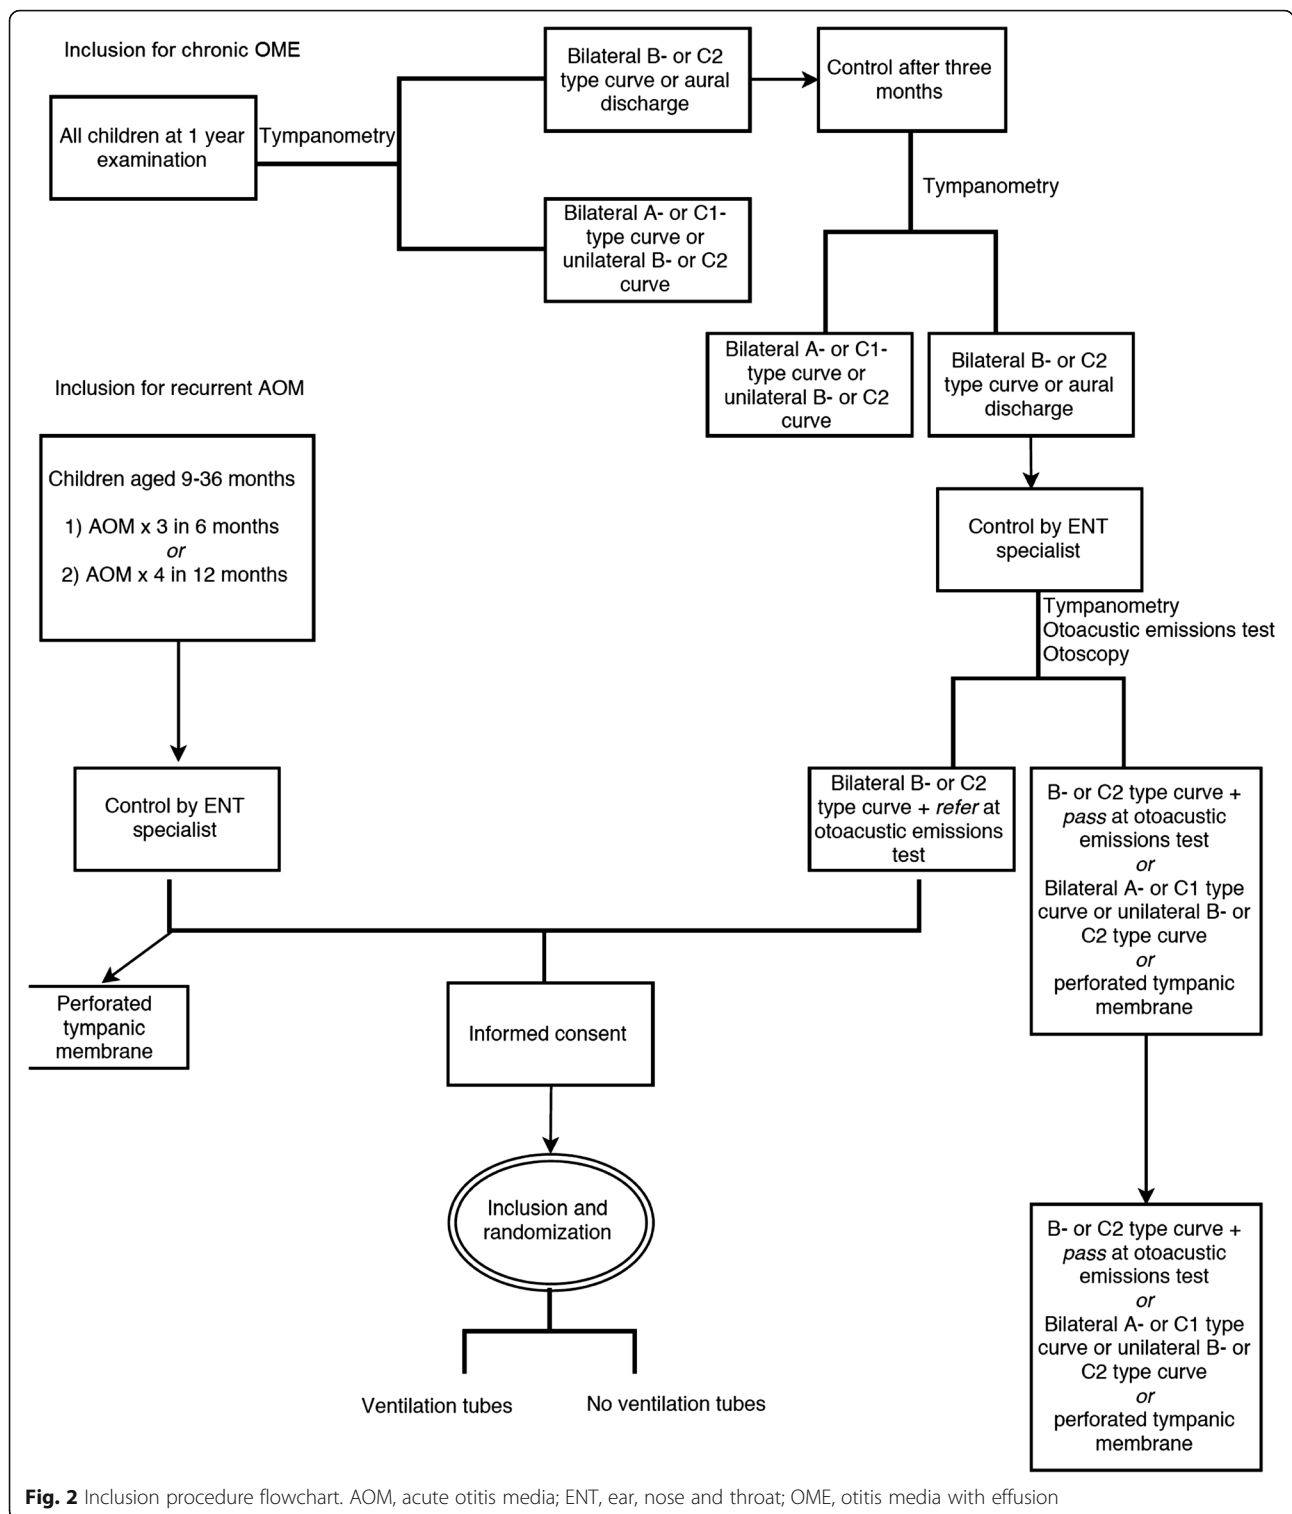 Inclusion for chronic OME
All children at 1 year
examination
Tympanometry
Bilateral B- or C2
type curve or aural
discharge
Control after three
months
Bilateral A- or C1-
type curve or
unilateral B- or C2
curve
Tympanometry
Bilateral A- or C1-
type curve or
unilateral B- or C2
curve
Bilateral B- or C2
type curve or aural
discharge
Control by ENT
specialist
Tympanometry
Otoacustic emissions test
Otoscopy
Bilateral B- or C2
type curve + refer at
otoacustic emissions
test
B- or C2 type curve +
pass at otoacustic
emissions test
or
Bilateral A- or C1 type
curve or unilateral B- or
C2 type curve
or
perforated tympanic
membrane
B- or C2 type curve +
pass at otoacustic
emissions test
or
Bilateral A- or C1 type
curve or unilateral B- or
C2 type curve
or
perforated tympanic
membrane
Inclusion for recurrent AOM
Children aged 9-36 months
1) AOM x 3 in 6 months
or
2) AOM x 4 in 12 months
Control by ENT
specialist
Perforated
tympanic
membrane
Informed consent
Inclusion and
randomization
Ventilation tubes
No ventilation tubes
Fig. 2 Inclusion procedure flowchart. AOM, acute otitis media; ENT, ear, nose and throat; OME, otitis media with effusion